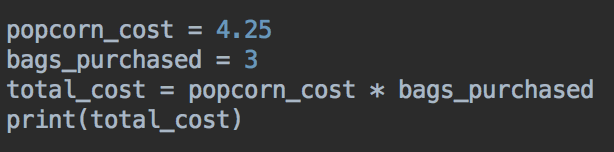 popcorn_cost = 4.25
bags_purchased = 3
total_cost = popcorn_cost * bags_purchased
print(total_cost)